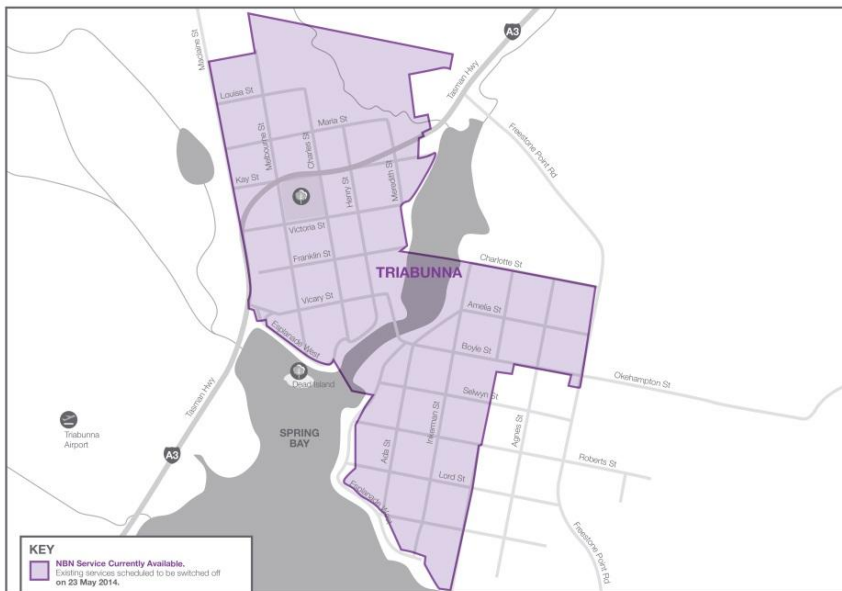 A3
Maclaine St
Tasman Hwy
Louisa St
Maria St
Melbourne St
Charles St
Freestone Point Rd
Kay St
Henry St
Meredith St
Victoria St
Charlotte St
Franklin St
TRIABUNNA
Vicary St
Amelia St
Esplanade West
Boyle St
Dead Island
Okehampton St
Selwyn St
Tasman Hwy
Triabunna
Airport
SPRING
BAY
Inkerman St
Agnes St
Ada St
A3
Roberts St
Lord St
Esplanade West
Freestone Point Rd
KEY
NBN Service Currently Available.
Existing services scheduled to be switched off
on 23 May 2014.